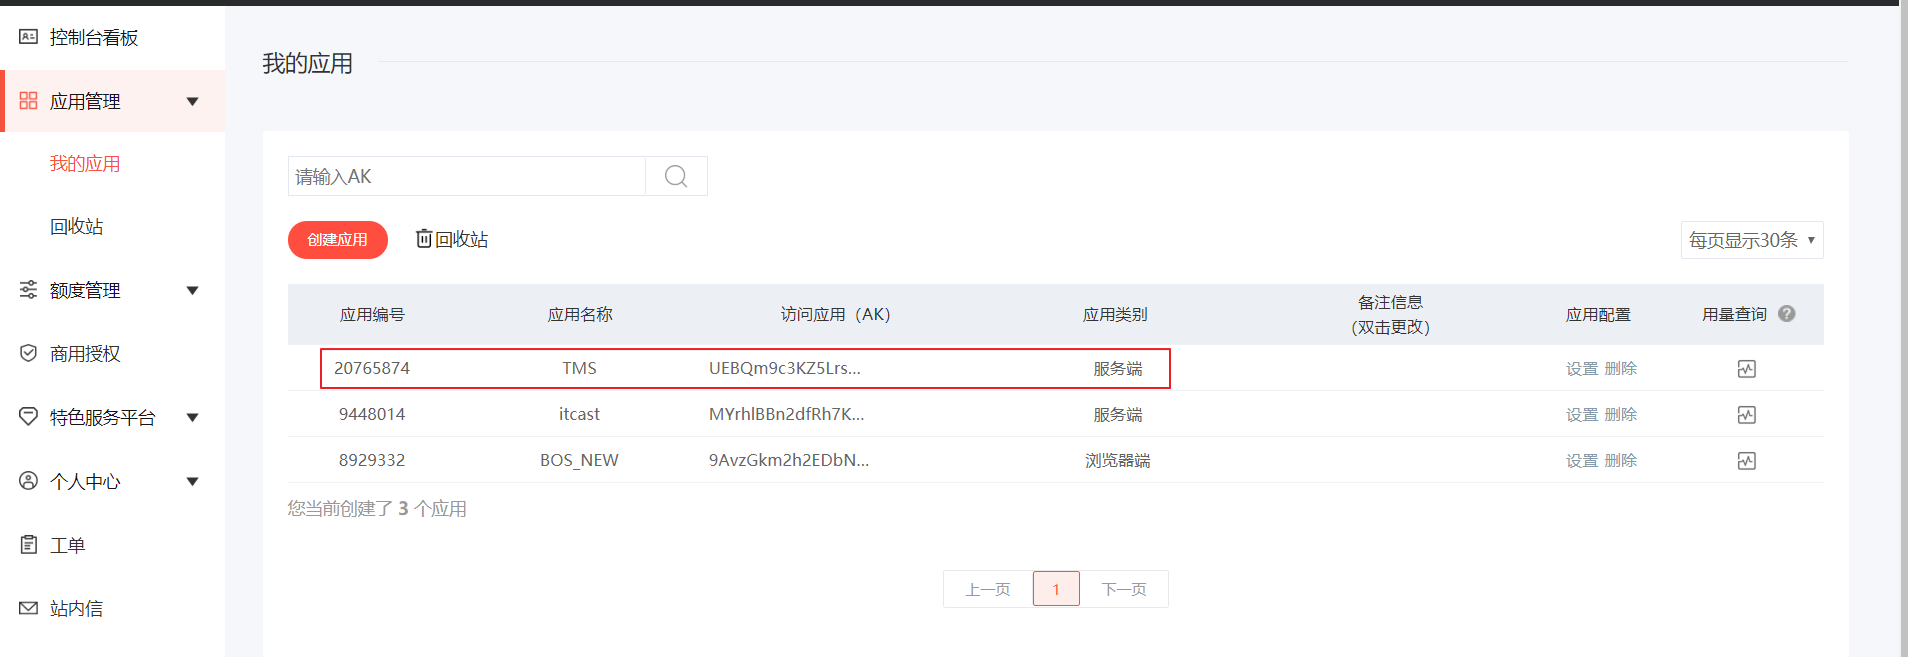 控制台看板
应用管理
我的应用
回收站
额度管理
商用授权
特色服务平台
个人中心
工单
站内信
我的应用
请输入AK
创建应用 回收站 每页显示30条
应用编号 应用名称 访问应用（AK） 应用类别 备注信息 （双击更改） 应用配置 用量查询 ?
20765874 TMS UEBQm9c3KZ5Lrs... 服务端 设置 删除
9448014 itcast MYrhlBBn2dfRh7K... 服务端 设置 删除
8929332 BOS_NEW 9AvzGkm2h2EDbN... 浏览器端 设置 删除
您当前创建了 3 个应用
上一页 1 下一页